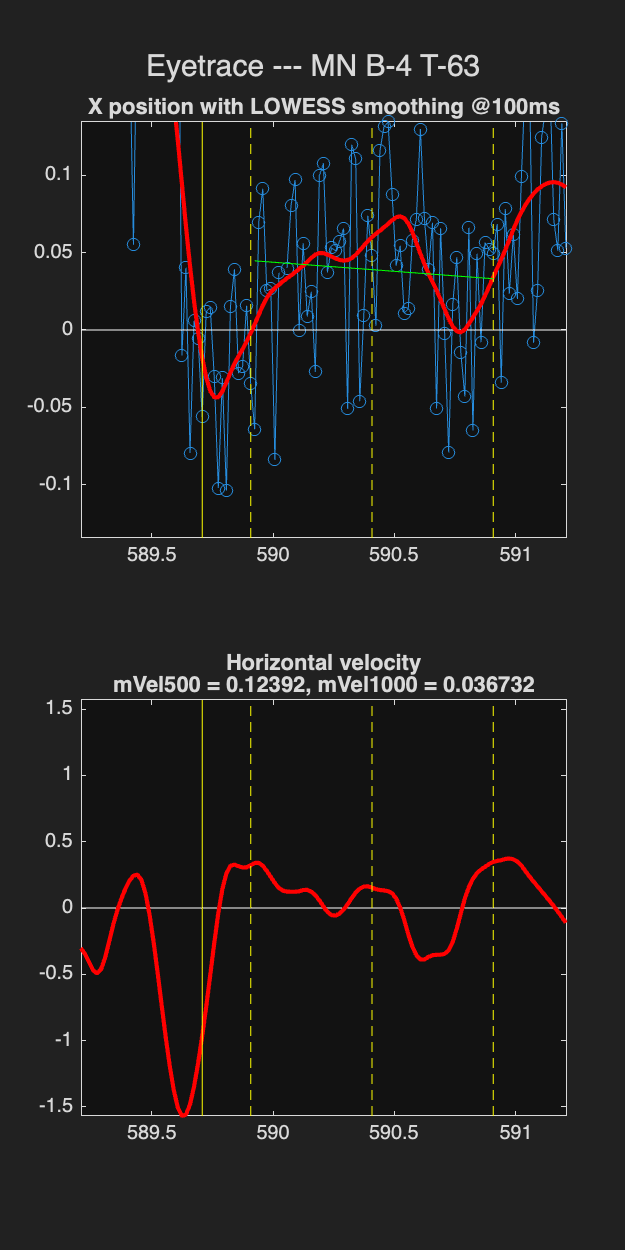 Eyetrace --- MN B-4 T-63
X position with LOWESS smoothing @100ms
0.1
0.05
0
-0.05
-0.1
589.5 590 590.5 591
Horizontal velocity
mVel500 = 0.12392, mVel1000 = 0.036732
1.5
1
0.5
0
-0.5
-1
-1.5
589.5 590 590.5 591